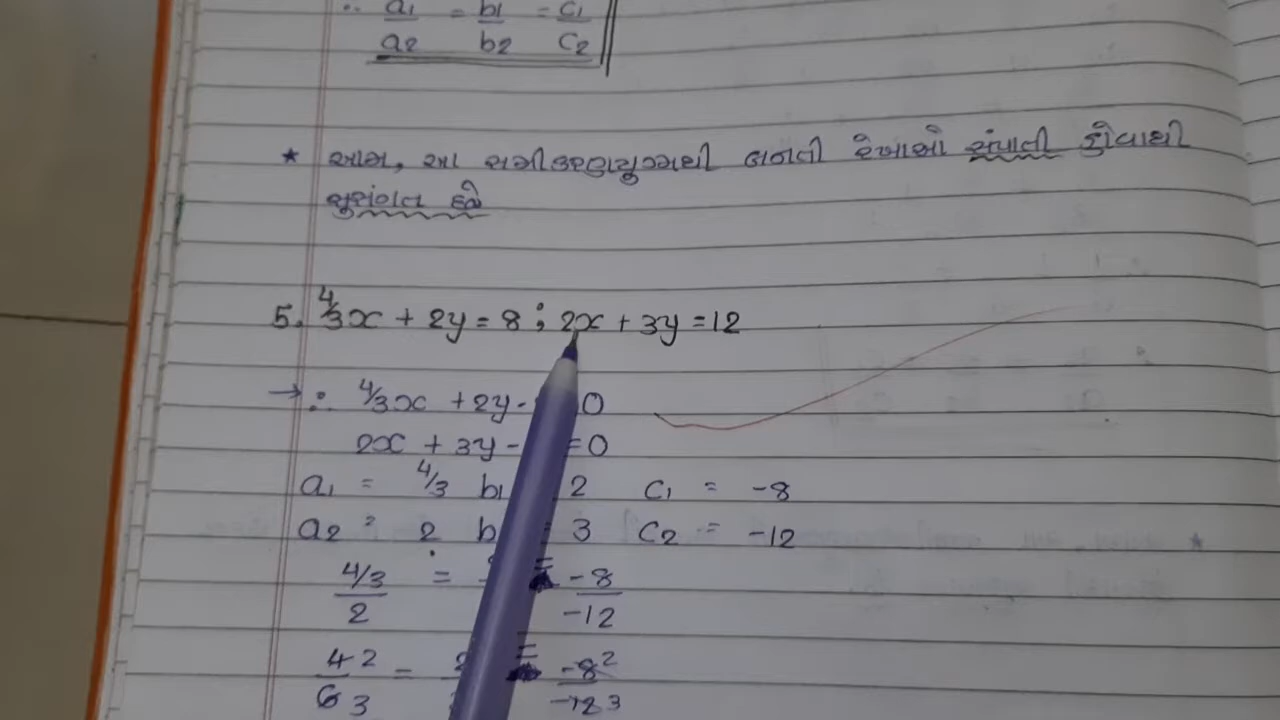 ∴ a1/a2 = b1/b2 = c1/c2
* આમ, આ સમીકરણયુગ્મથી બનતી રેખાઓ સંપાતી હોવાથી
સુસંગત હશે
5. 4/3x + 2y = 8 ; 2x + 3y = 12
→ ∴ 4/3x + 2y - 0
2x + 3y - = 0
a1 = 4/3 b1 2 c1 = -8
a2 = 2 b = 3 c2 = -12
4/3/2 = = -8/-12
4 2/6 3 = = -8 2/-12 3